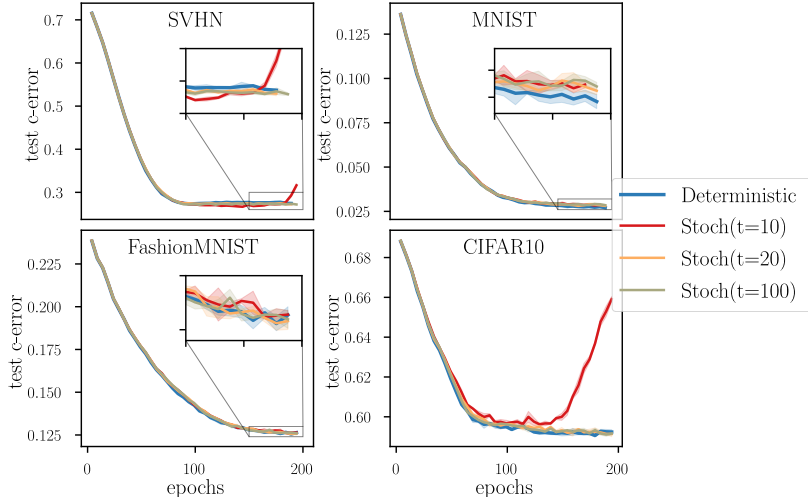 SVHN
0.7
0.6
0.5
0.4
0.3
test c-error
MNIST
0.125
0.100
0.075
0.050
0.025
test c-error
Deterministic
Stoch(t=10)
Stoch(t=20)
Stoch(t=100)
FashionMNIST
0.225
0.200
0.175
0.150
0.125
test c-error
0
100
200
epochs
CIFAR10
0.68
0.66
0.64
0.62
0.60
test c-error
0
100
200
epochs